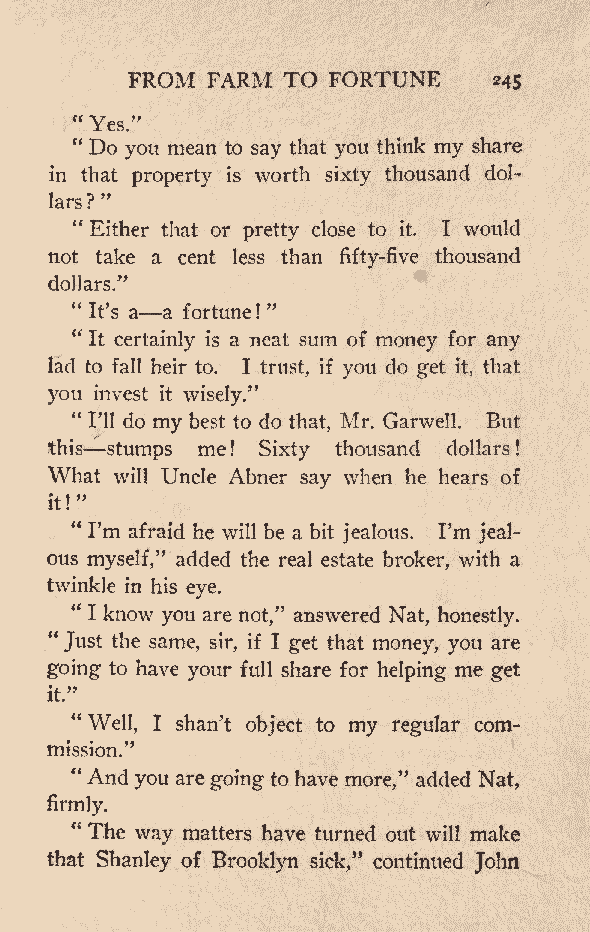 FROM FARM TO FORTUNE 245
"Yes."
"Do you mean to say that you think my share
in that property is worth sixty thousand dol-
lars?"
"Either that or pretty close to it. I would
not take a cent less than fifty-five thousand
dollars."
"It's a—a fortune!"
"It certainly is a neat sum of money for any
lad to fall heir to. I trust, if you do get it, that
you invest it wisely."
"I'll do my best to do that, Mr. Garwell. But
this—stumps me! Sixty thousand dollars!
What will Uncle Abner say when he hears of
it!"
"I'm afraid he will be a bit jealous. I'm jeal-
ous myself," added the real estate broker, with a
twinkle in his eye.
"I know you are not," answered Nat, honestly.
"Just the same, sir, if I get that money, you are
going to have your full share for helping me get
it."
"Well, I shan't object to my regular com-
mission."
"And you are going to have more," added Nat,
firmly.
"The way matters have turned out will make
that Shanley of Brooklyn sick," continued John